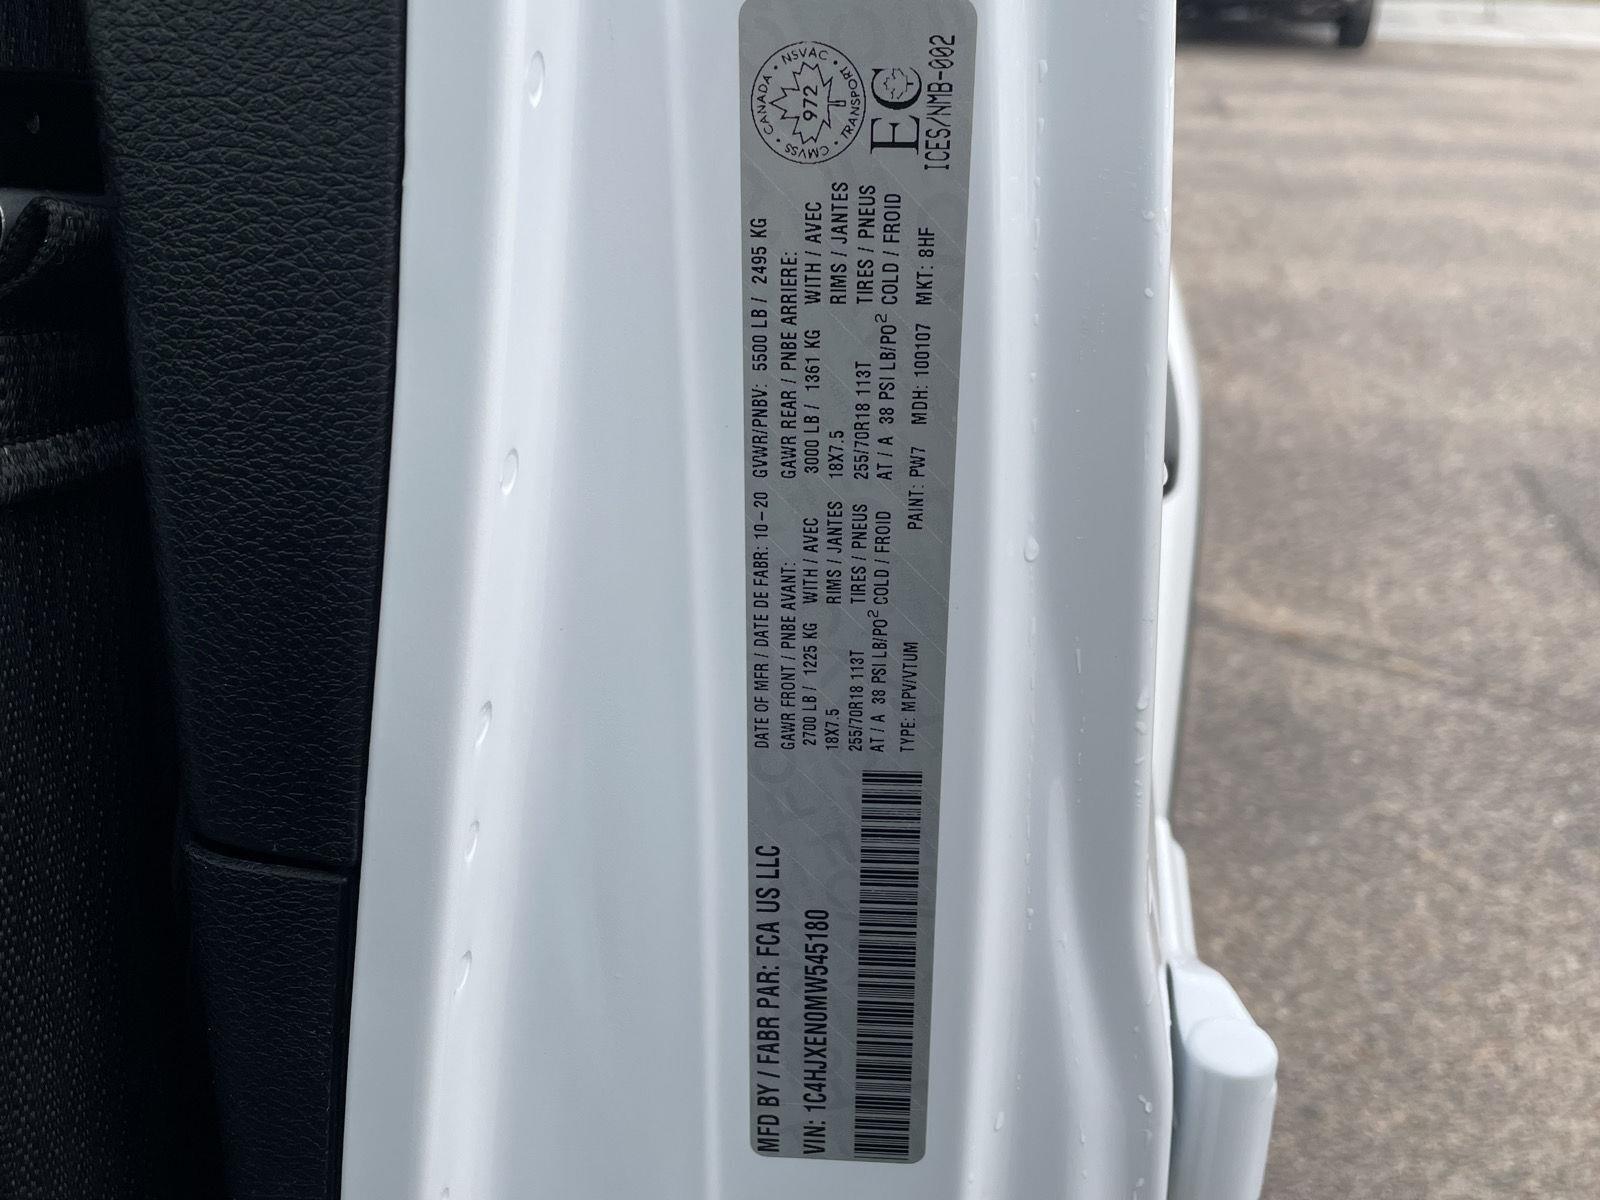 MFD BY / FABR PAR: FCA US LLC
VIN: 1C4HJXEN0MW545180
DATE OF MFR / DATE DE FABR: 10-20 GVWR/PNBV: 5500 LB / 2495 KG
GAWR FRONT / PNBE AVANT: GAWR REAR / PNBE ARRIERE:
2700 LB / 1225 KG WITH / AVEC 3000 LB / 1361 KG WITH / AVEC
18X7.5 RIMS / JANTES 18X7.5 RIMS / JANTES
255/70R18 113T TIRES / PNEUS 255/70R18 113T TIRES / PNEUS
AT / A 38 PSI LB/PO² COLD / FROID AT / A 38 PSI LB/PO² COLD / FROID
TYPE: MPV/VTUM PAINT: PW7 MDH: 100107 MKT: 8HF
CANADA • NSVAC • TRANSPORT • CMVSS •
972
EC
ICES/NMB-002